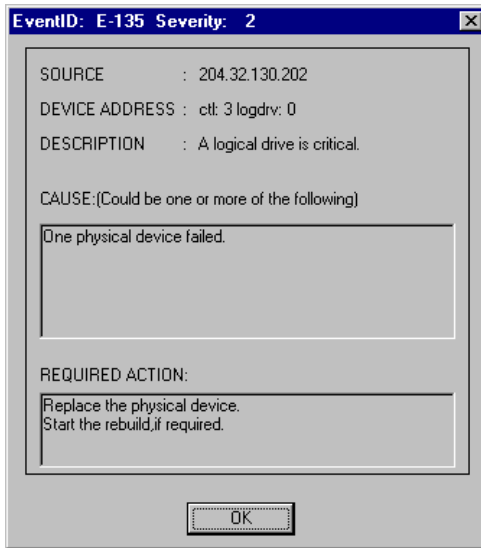 EventID: E-135 Severity: 2
SOURCE : 204.32.130.202
DEVICE ADDRESS : ctl: 3 logdrv: 0
DESCRIPTION : A logical drive is critical.
CAUSE:(Could be one or more of the following)
One physical device failed.
REQUIRED ACTION:
Replace the physical device.
Start the rebuild,if required.
OK